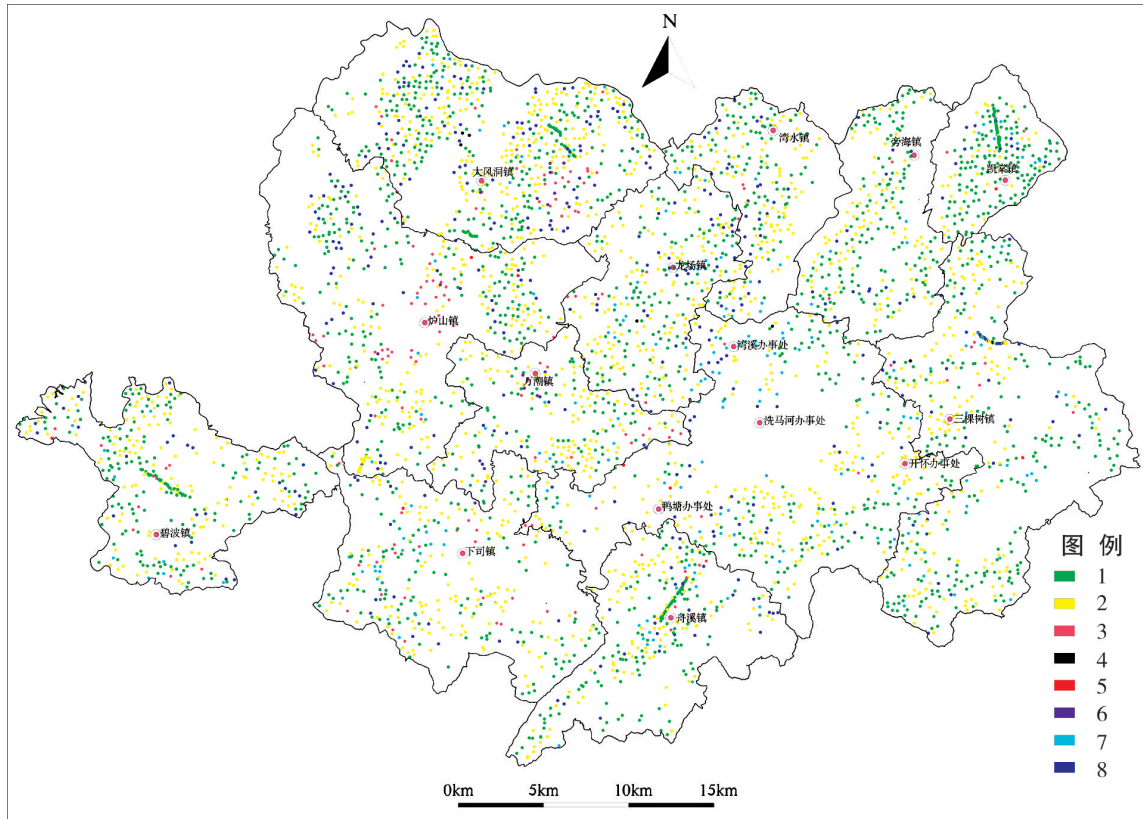 N
湾水镇
旁海镇
凯棠镇
大风洞镇
龙场镇
炉山镇
湾溪办事处
万潮镇
洗马河办事处
三棵树镇
开怀办事处
鸭塘办事处
碧波镇
下司镇
舟溪镇
图 例
1
2
3
4
5
6
7
8
0km 5km 10km 15km